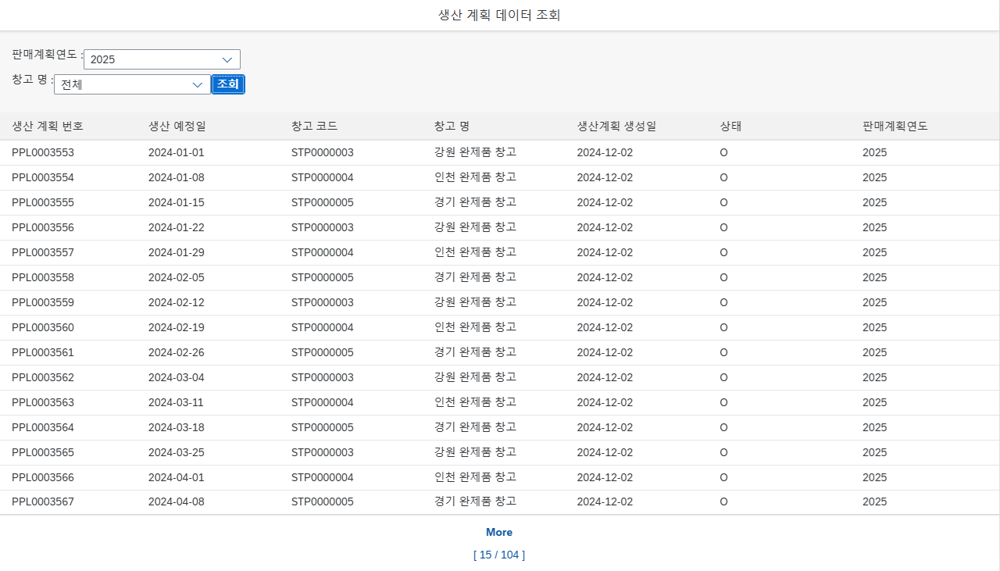 생산 계획 데이터 조회
판매계획연도 : 2025
창고 명 : 전체 조회
생산 계획 번호 생산 예정일 창고 코드 창고 명 생산계획 생성일 상태 판매계획연도
PPL0003553 2024-01-01 STP0000003 강원 완제품 창고 2024-12-02 O 2025
PPL0003554 2024-01-08 STP0000004 인천 완제품 창고 2024-12-02 O 2025
PPL0003555 2024-01-15 STP0000005 경기 완제품 창고 2024-12-02 O 2025
PPL0003556 2024-01-22 STP0000003 강원 완제품 창고 2024-12-02 O 2025
PPL0003557 2024-01-29 STP0000004 인천 완제품 창고 2024-12-02 O 2025
PPL0003558 2024-02-05 STP0000005 경기 완제품 창고 2024-12-02 O 2025
PPL0003559 2024-02-12 STP0000003 강원 완제품 창고 2024-12-02 O 2025
PPL0003560 2024-02-19 STP0000004 인천 완제품 창고 2024-12-02 O 2025
PPL0003561 2024-02-26 STP0000005 경기 완제품 창고 2024-12-02 O 2025
PPL0003562 2024-03-04 STP0000003 강원 완제품 창고 2024-12-02 O 2025
PPL0003563 2024-03-11 STP0000004 인천 완제품 창고 2024-12-02 O 2025
PPL0003564 2024-03-18 STP0000005 경기 완제품 창고 2024-12-02 O 2025
PPL0003565 2024-03-25 STP0000003 강원 완제품 창고 2024-12-02 O 2025
PPL0003566 2024-04-01 STP0000004 인천 완제품 창고 2024-12-02 O 2025
PPL0003567 2024-04-08 STP0000005 경기 완제품 창고 2024-12-02 O 2025
More
[ 15 / 104 ]